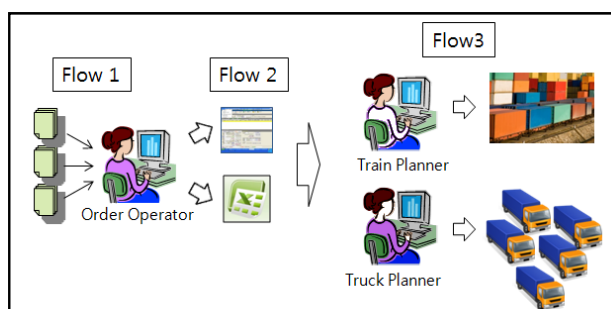 Flow 1
Flow 2
Flow3
Order Operator
Train Planner
Truck Planner